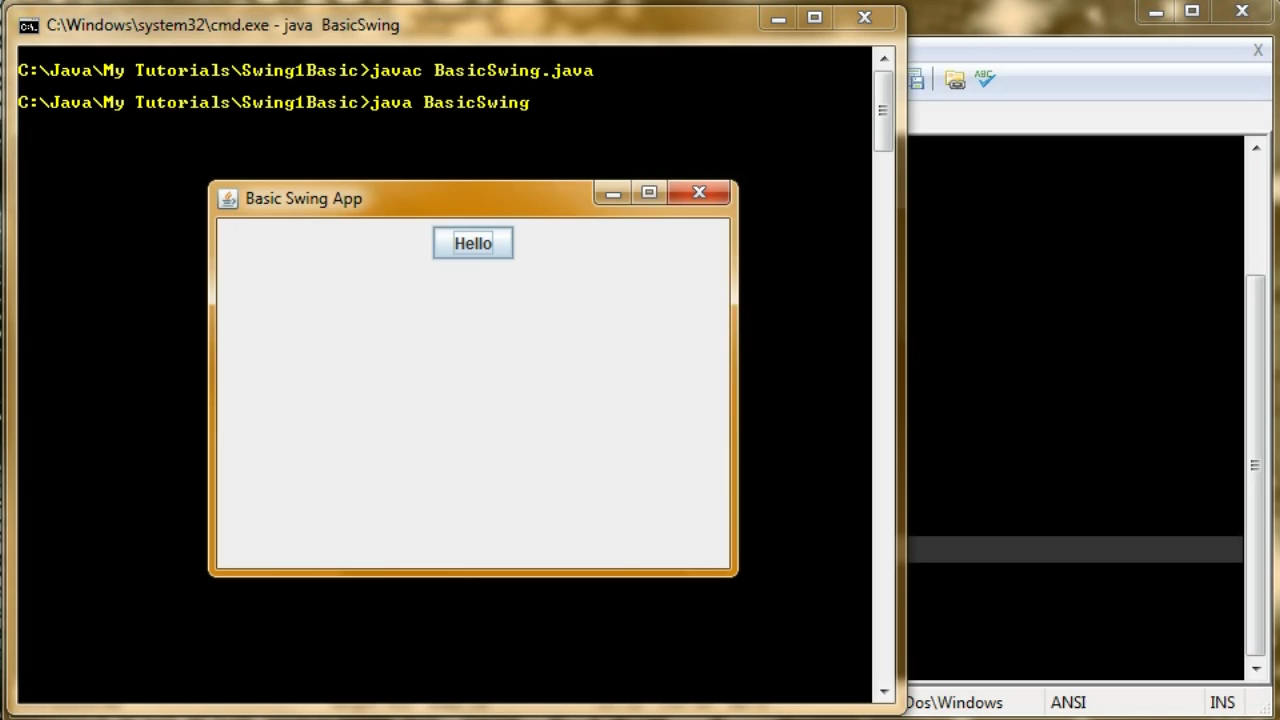 C:\Windows\system32\cmd.exe - java  BasicSwing
C:\Java\My Tutorials\Swing1Basic>javac BasicSwing.java
C:\Java\My Tutorials\Swing1Basic>java BasicSwing
Basic Swing App
Hello
ABC
Dos\Windows
ANSI
INS